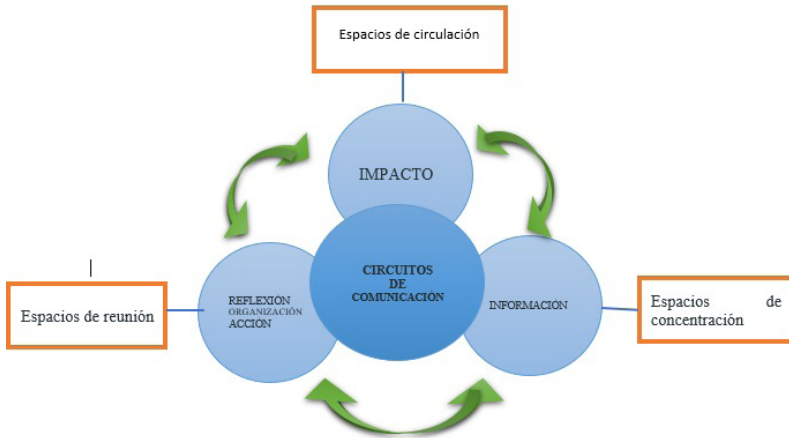 Espacios de circulación
IMPACTO
CIRCUITOS
DE
COMUNICACIÓN
REFLEXIÓN
ORGANIZACIÓN
ACCIÓN
INFORMACIÓN
Espacios de reunión
Espacios de
concentración